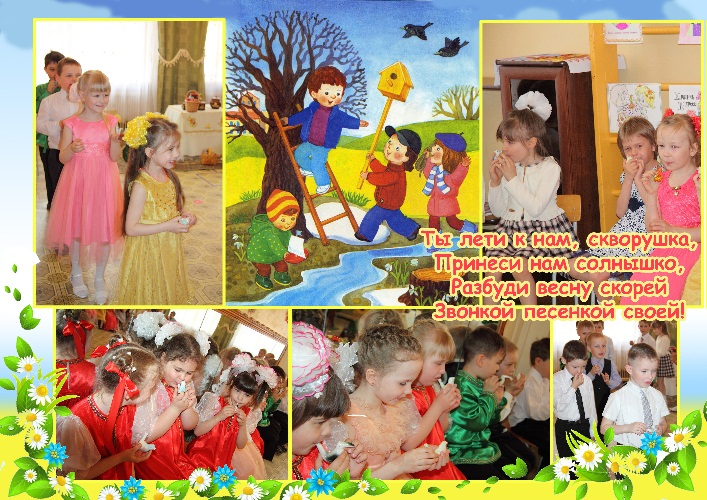 Ты лети к нам, скворушка,
Принеси нам солнышко,
Разбуди весну скорей
Звонкой песенкой своей!